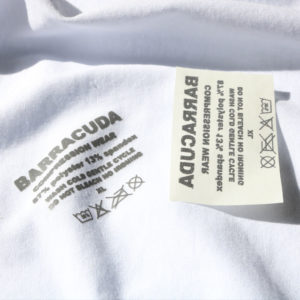 BARRACUDA
COMPRESSION WEAR
87% polyester 13% spandex
WASH COLD GENTLE CYCLE
DO NOT BLEACH NO IRONING
XL
BARRACUDA
COMPRESSION WEAR
87% polyester 13% spandex
WASH COLD GENTLE CYCLE
DO NOT BLEACH NO IRONING
XL